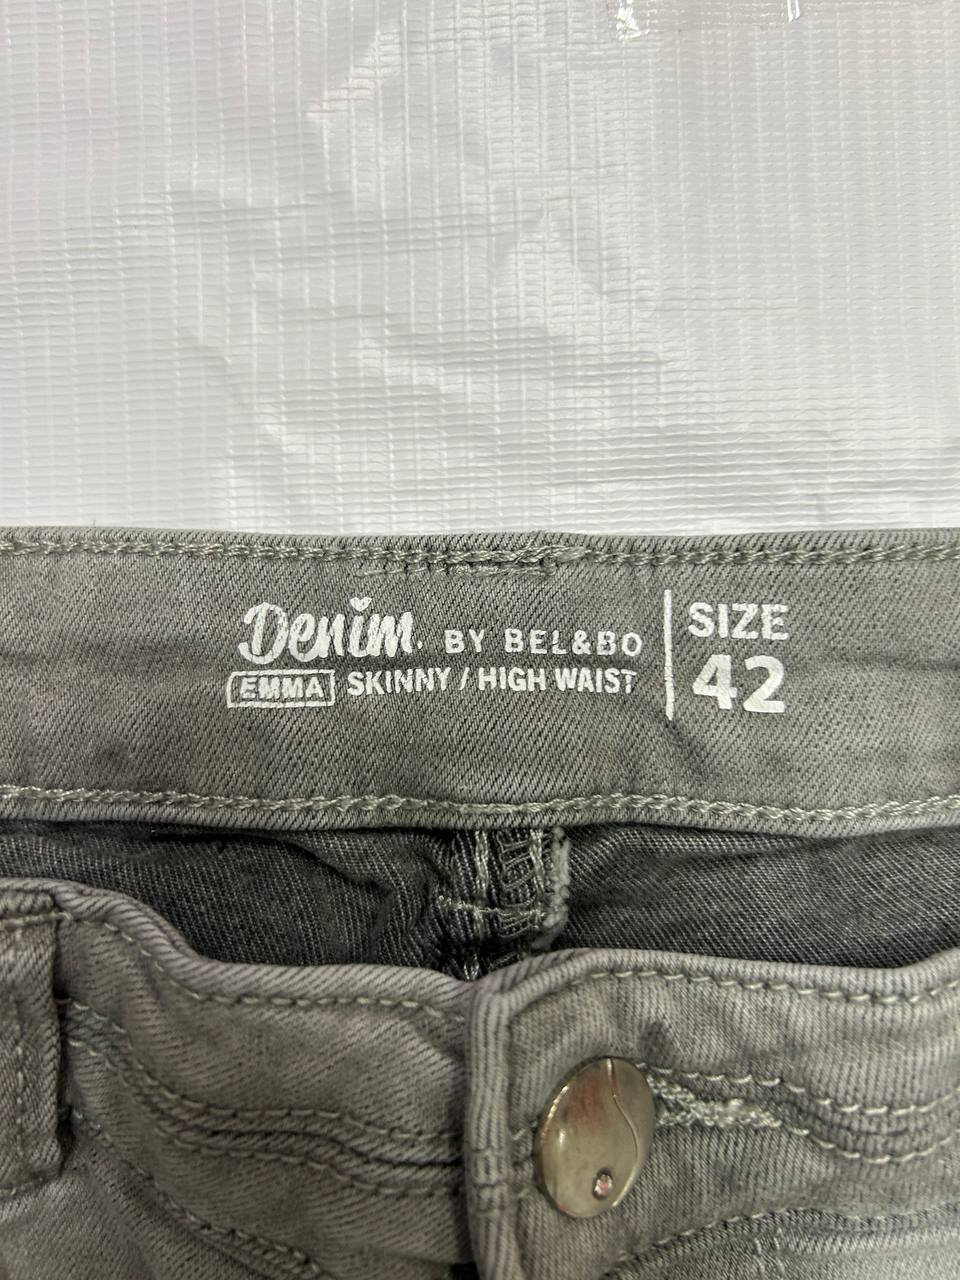 Denim BY BEL&BO
EMMA SKINNY / HIGH WAIST
SIZE
42